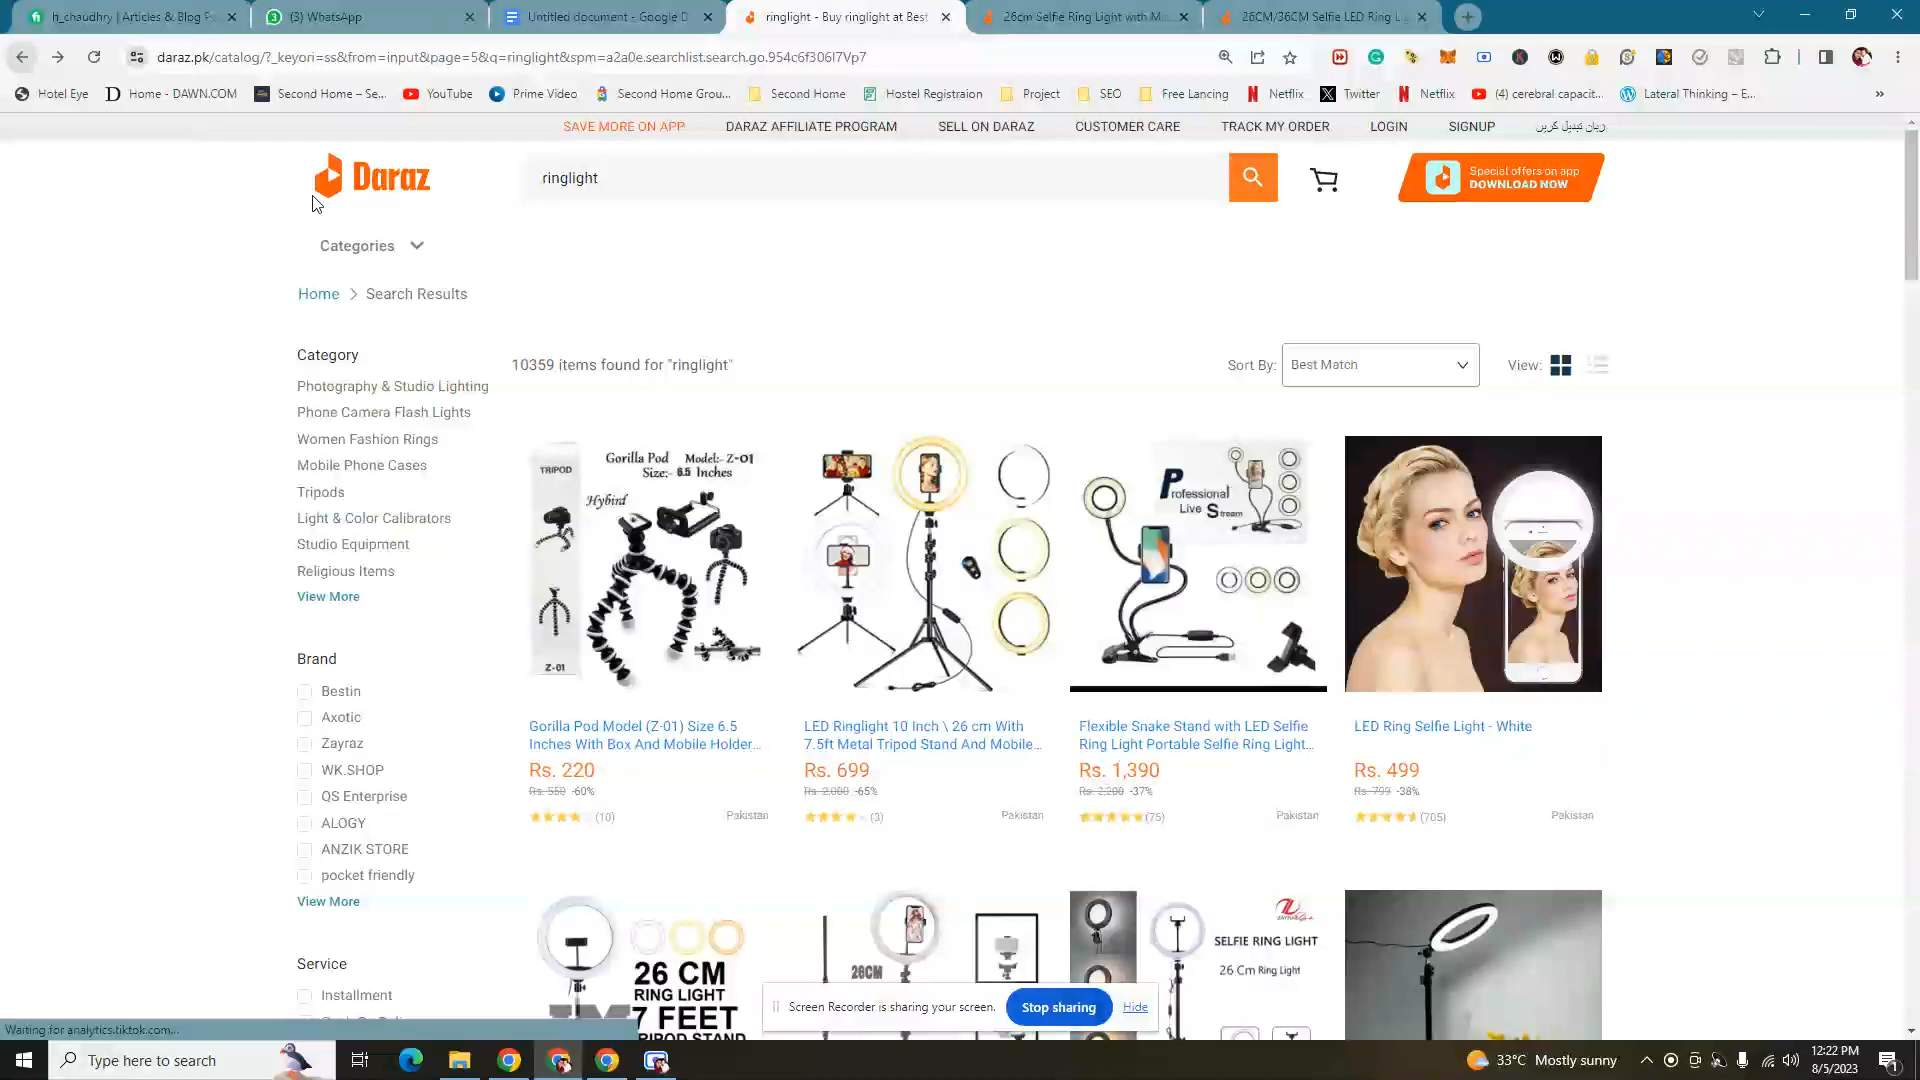 h_chaudhry | Articles & Blog P
(3) WhatsApp
Untitled document - Google D
ringlight - Buy ringlight at Best
26cm Selfie Ring Light with M
26CM/36CM Selfie LED Ring L
daraz.pk/catalog/?_keyori=ss&from=input&page=5&q=ringlight&spm=a2a0e.searchlist.search.go.954c6f306I7Vp7
Hotel Eye
Home - DAWN.COM
Second Home – Se...
YouTube
Prime Video
Second Home Grou...
Second Home
Hostel Registraion
Project
SEO
Free Lancing
Netflix
Twitter
Netflix
(4) cerebral capacit...
Lateral Thinking – E...
SAVE MORE ON APP
DARAZ AFFILIATE PROGRAM
SELL ON DARAZ
CUSTOMER CARE
TRACK MY ORDER
LOGIN
SIGNUP
زبان تبدیل کریں
Daraz
ringlight
Special offers on app
DOWNLOAD NOW
Categories
Home > Search Results
Category
Photography & Studio Lighting
Phone Camera Flash Lights
Women Fashion Rings
Mobile Phone Cases
Tripods
Light & Color Calibrators
Studio Equipment
Religious Items
View More
Brand
Bestin
Axotic
Zayraz
WK.SHOP
QS Enterprise
ALOGY
ANZIK STORE
pocket friendly
View More
Service
Installment
10359 items found for "ringlight"
Sort By:
Best Match
View:
TRIPOD
Gorilla Pod Model:- Z-01
Size:- 6.5 Inches
Hybird
Z-01
Professional
Live Stream
Gorilla Pod Model (Z-01) Size 6.5
Inches With Box And Mobile Holder...
Rs. 220
Rs. 550 -60%
(10)
Pakistan
LED Ringlight 10 Inch \ 26 cm With
7.5ft Metal Tripod Stand And Mobile...
Rs. 699
Rs. 2,000 -65%
(3)
Pakistan
Flexible Snake Stand with LED Selfie
Ring Light Portable Selfie Ring Light...
Rs. 1,390
Rs. 2,200 -37%
(75)
Pakistan
LED Ring Selfie Light - White
Rs. 499
Rs. 799 -38%
(705)
Pakistan
26 CM
RING LIGHT
7 FEET
TRIPOD STAND
26CM
SELFIE RING LIGHT
26 Cm Ring Light
Screen Recorder is sharing your screen.
Stop sharing
Hide
Waiting for analytics.tiktok.com...
Type here to search
33°C Mostly sunny
12:22 PM
8/5/2023
1